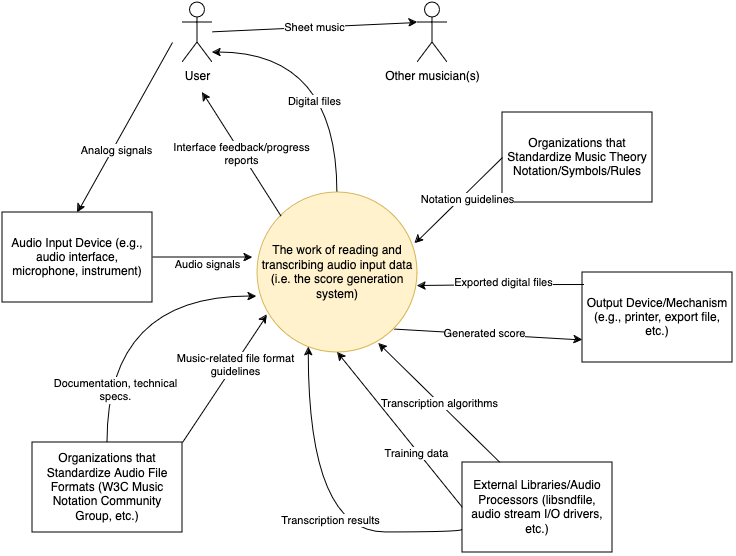 Sheet music
User
Other musician(s)
Digital files
Analog signals
Interface feedback/progress
reports
Organizations that
Standardize Music Theory
Notation/Symbols/Rules
Notation guidelines
Audio Input Device (e.g.,
audio interface,
microphone, instrument)
Audio signals
The work of reading and
transcribing audio input data
(i.e. the score generation
system)
Exported digital files
Output Device/Mechanism
(e.g., printer, export file,
etc.)
Generated score
Music-related file format
guidelines
Documentation, technical
specs.
Transcription algorithms
Training data
Organizations that
Standardize Audio File
Formats (W3C Music
Notation Community
Group, etc.)
External Libraries/Audio
Processors (libsndfile,
audio stream I/O drivers,
etc.)
Transcription results